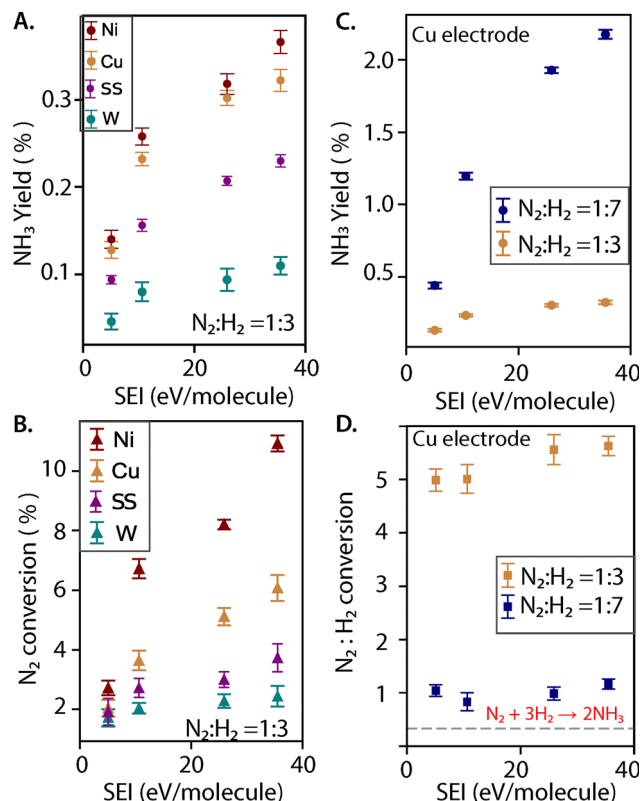 A.
Ni
Cu
SS
W
0.3
0.2
0.1
NH₃ Yield ( % )
N₂:H₂ =1:3
0
20
40
SEI (eV/molecule)
C.
Cu electrode
2.0
1.5
1.0
0.5
NH₃ Yield ( % )
N₂:H₂ =1:7
N₂:H₂ =1:3
0
20
40
SEI (eV/molecule)
B.
Ni
Cu
SS
W
10
8
6
4
2
N₂ conversion ( % )
N₂:H₂ =1:3
0
20
40
SEI (eV/molecule)
D.
Cu electrode
5
4
3
2
1
0
N₂ : H₂ conversion
N₂:H₂ =1:3
N₂:H₂ =1:7
N₂ + 3H₂ → 2NH₃
0
20
40
SEI (eV/molecule)